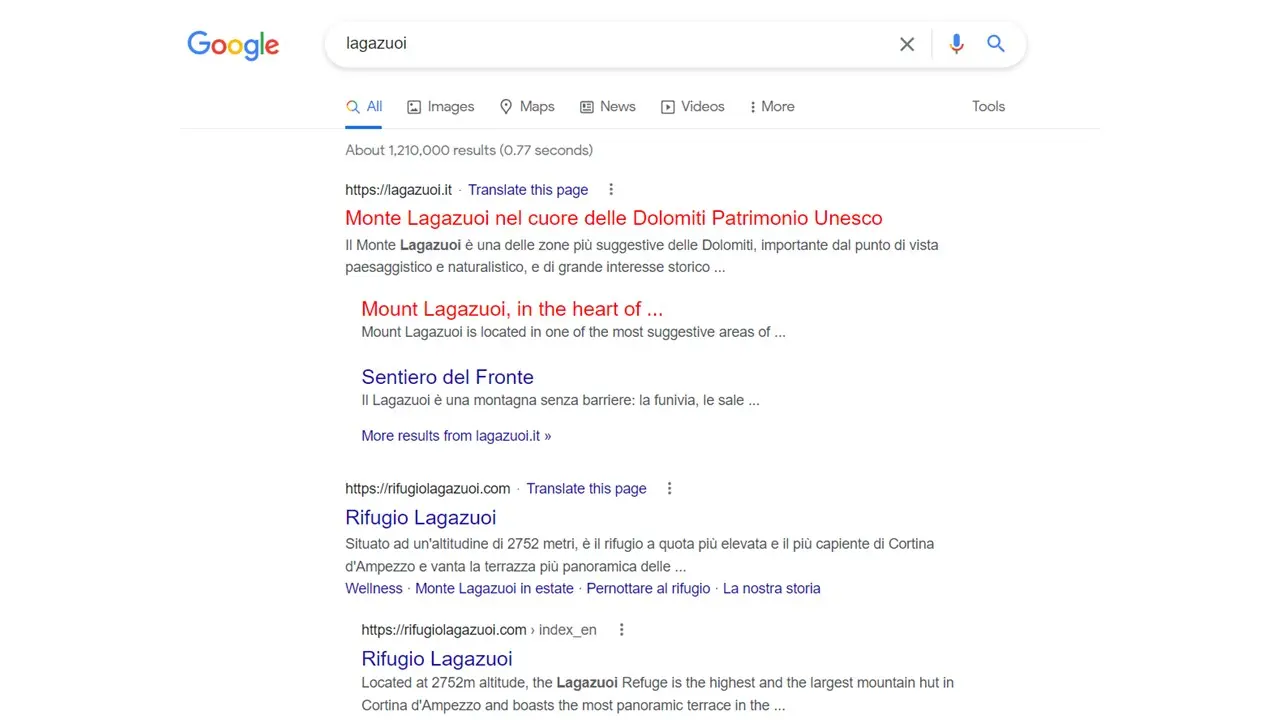 Google
lagazuoi
All Images Maps News Videos More Tools
About 1,210,000 results (0.77 seconds)
https://lagazuoi.it · Translate this page
Monte Lagazuoi nel cuore delle Dolomiti Patrimonio Unesco
Il Monte Lagazuoi è una delle zone più suggestive delle Dolomiti, importante dal punto di vista
paesaggistico e naturalistico, e di grande interesse storico ...
Mount Lagazuoi, in the heart of ...
Mount Lagazuoi is located in one of the most suggestive areas of ...
Sentiero del Fronte
Il Lagazuoi è una montagna senza barriere: la funivia, le sale ...
More results from lagazuoi.it »
https://rifugiolagazuoi.com · Translate this page
Rifugio Lagazuoi
Situato ad un'altitudine di 2752 metri, è il rifugio a quota più elevata e il più capiente di Cortina
d'Ampezzo e vanta la terrazza più panoramica delle ...
Wellness · Monte Lagazuoi in estate · Pernottare al rifugio · La nostra storia
https://rifugiolagazuoi.com › index_en
Rifugio Lagazuoi
Located at 2752m altitude, the Lagazuoi Refuge is the highest and the largest mountain hut in
Cortina d'Ampezzo and boasts the most panoramic terrace in the ...